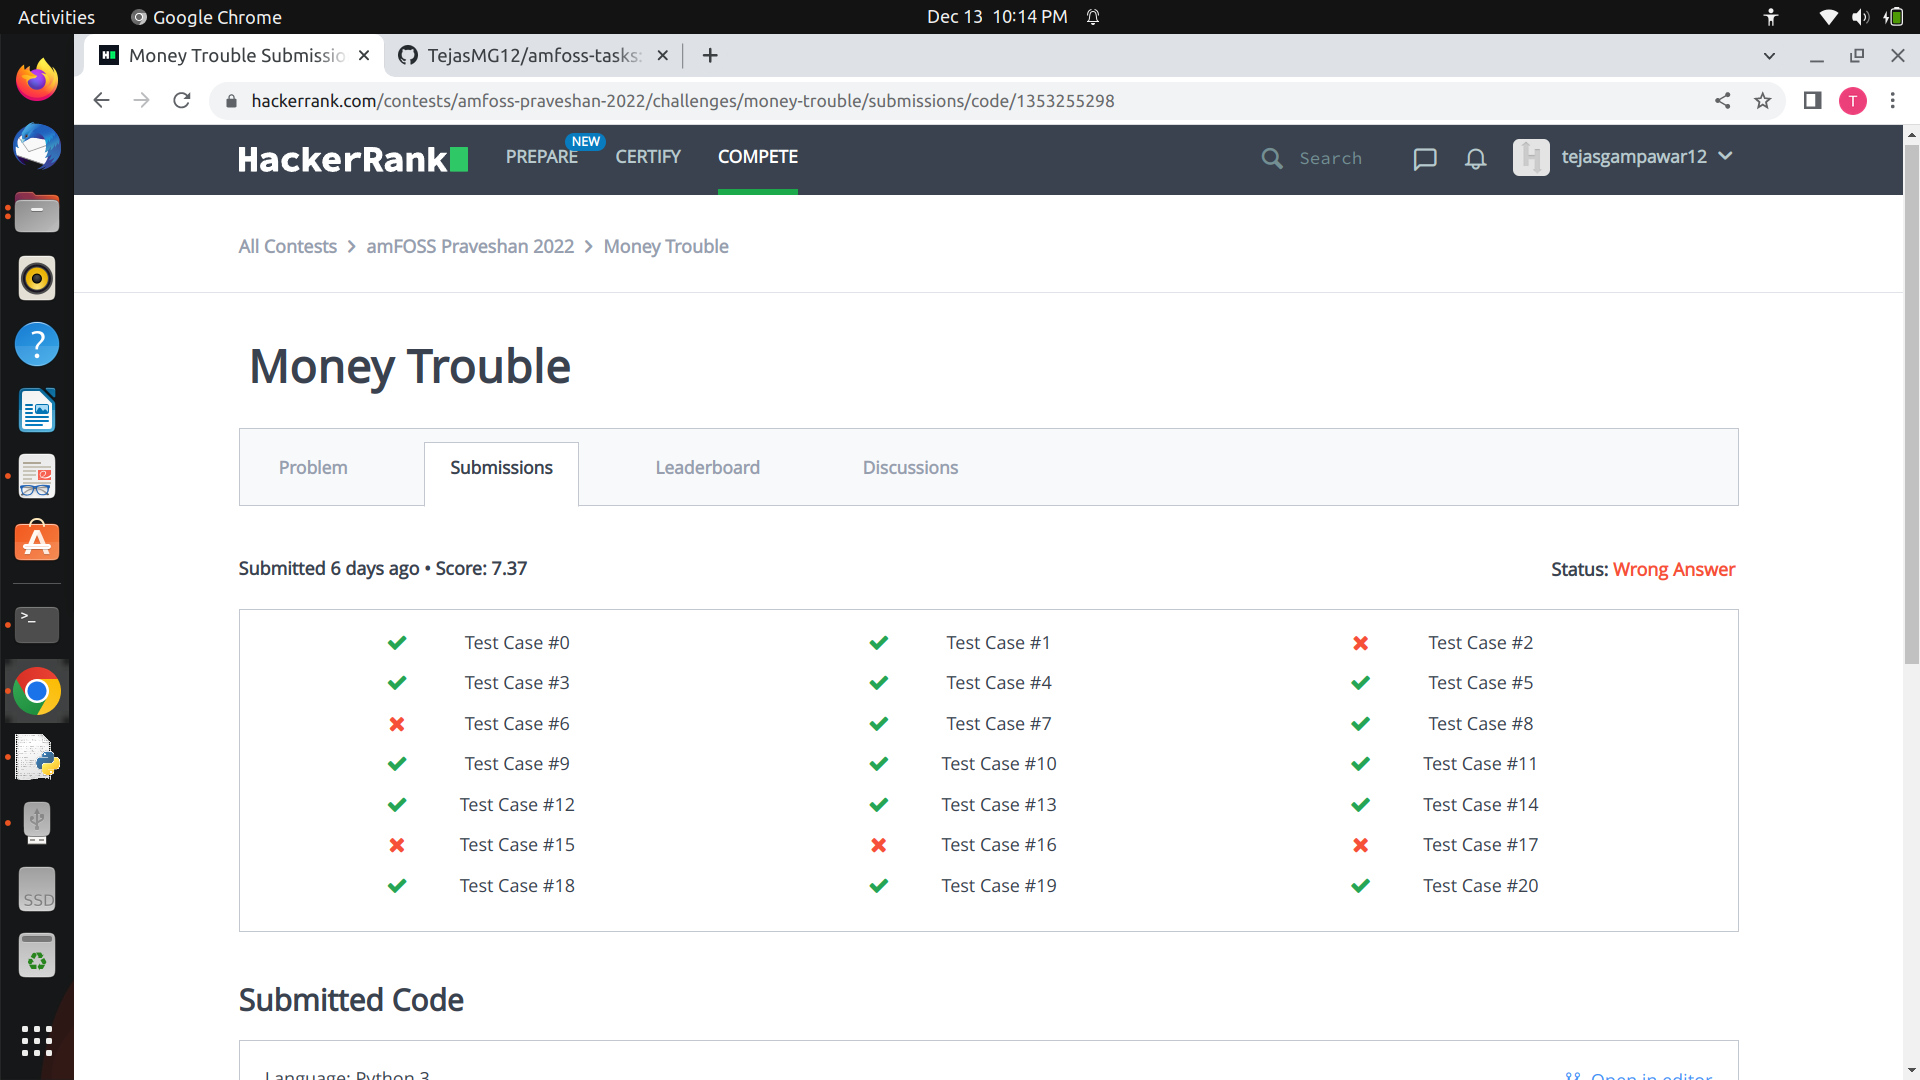 Activities
Google Chrome
Dec 13 10:14 PM
Money Trouble Submissio
TejasMG12/amfoss-tasks:
hackerrank.com/contests/amfoss-praveshan-2022/challenges/money-trouble/submissions/code/1353255298
T
HackerRank
PREPARE
NEW
CERTIFY
COMPETE
Search
H
tejasgampawar12
All Contests > amFOSS Praveshan 2022 > Money Trouble
Money Trouble
Problem
Submissions
Leaderboard
Discussions
Submitted 6 days ago • Score: 7.37
Status: Wrong Answer
Test Case #0
Test Case #1
Test Case #2
Test Case #3
Test Case #4
Test Case #5
Test Case #6
Test Case #7
Test Case #8
Test Case #9
Test Case #10
Test Case #11
Test Case #12
Test Case #13
Test Case #14
Test Case #15
Test Case #16
Test Case #17
Test Case #18
Test Case #19
Test Case #20
SSD
Submitted Code
Language: Python 3
Open in editor